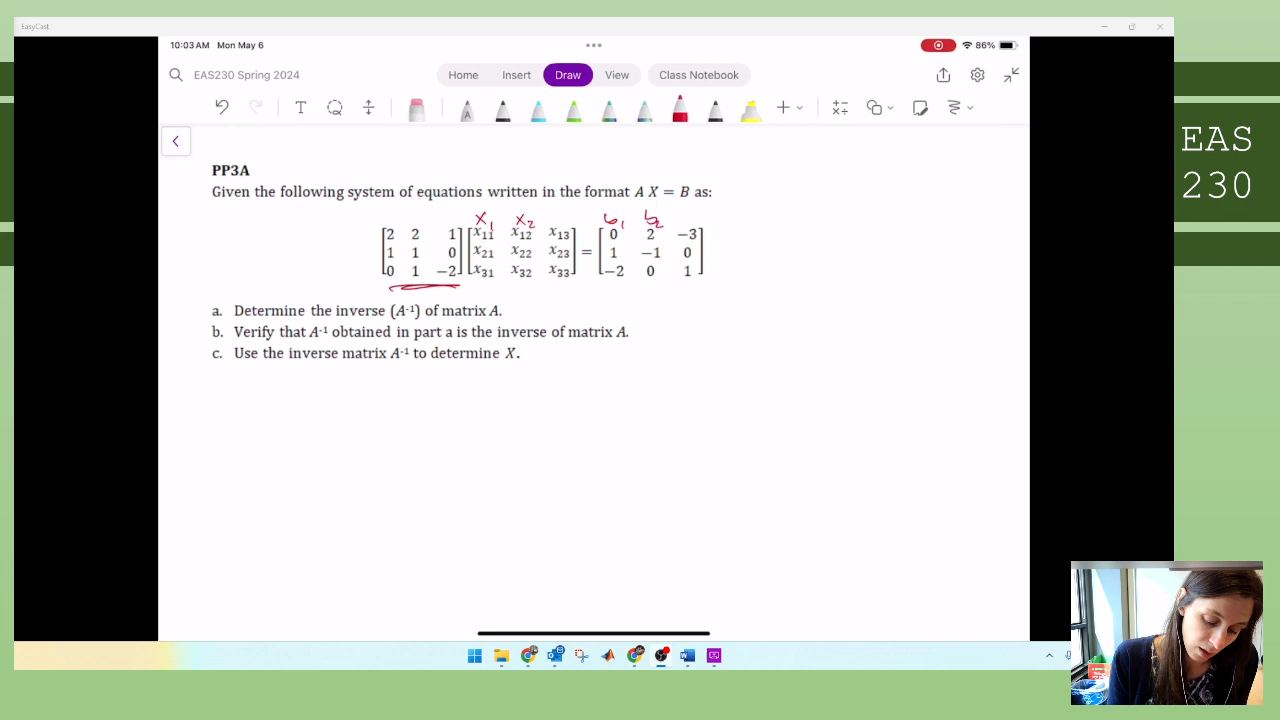 EasyCast
10:03 AM Mon May 6
86%
EAS230 Spring 2024
Home Insert Draw View Class Notebook
T
A
EAS
230
PP3A
Given the following system of equations written in the format A X = B as:
x1 x2 b1 b2
[2 2 1] [x11 x12 x13] [0 2 −3]
[1 1 0] [x21 x22 x23] = [1 −1 0]
[0 1 −2] [x31 x32 x33] [−2 0 1]
a. Determine the inverse (A-1) of matrix A.
b. Verify that A-1 obtained in part a is the inverse of matrix A.
c. Use the inverse matrix A-1 to determine X.